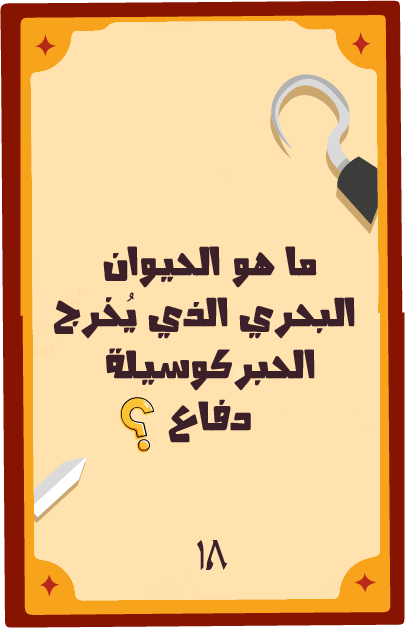 ما هو الحيوان
البحري الذي يُخرج
الحبر كوسيلة
دفاع ؟
١٨